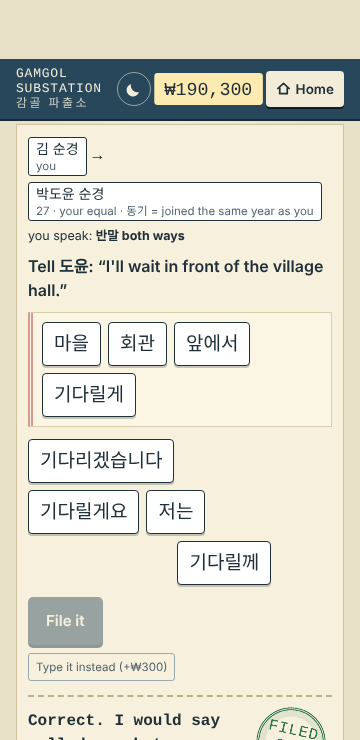 GAMGOL
SUBSTATION
감골 파출소
₩190,300
Home
김 순경
you
→
박도윤 순경
27 · your equal · 동기 = joined the same year as you
you speak: 반말 both ways
Tell 도윤: “I'll wait in front of the village
hall.”
마을 회관 앞에서
기다릴게
기다리겠습니다
기다릴게요 저는
기다릴께
File it
Type it instead (+₩300)
Correct. I would say
FILED